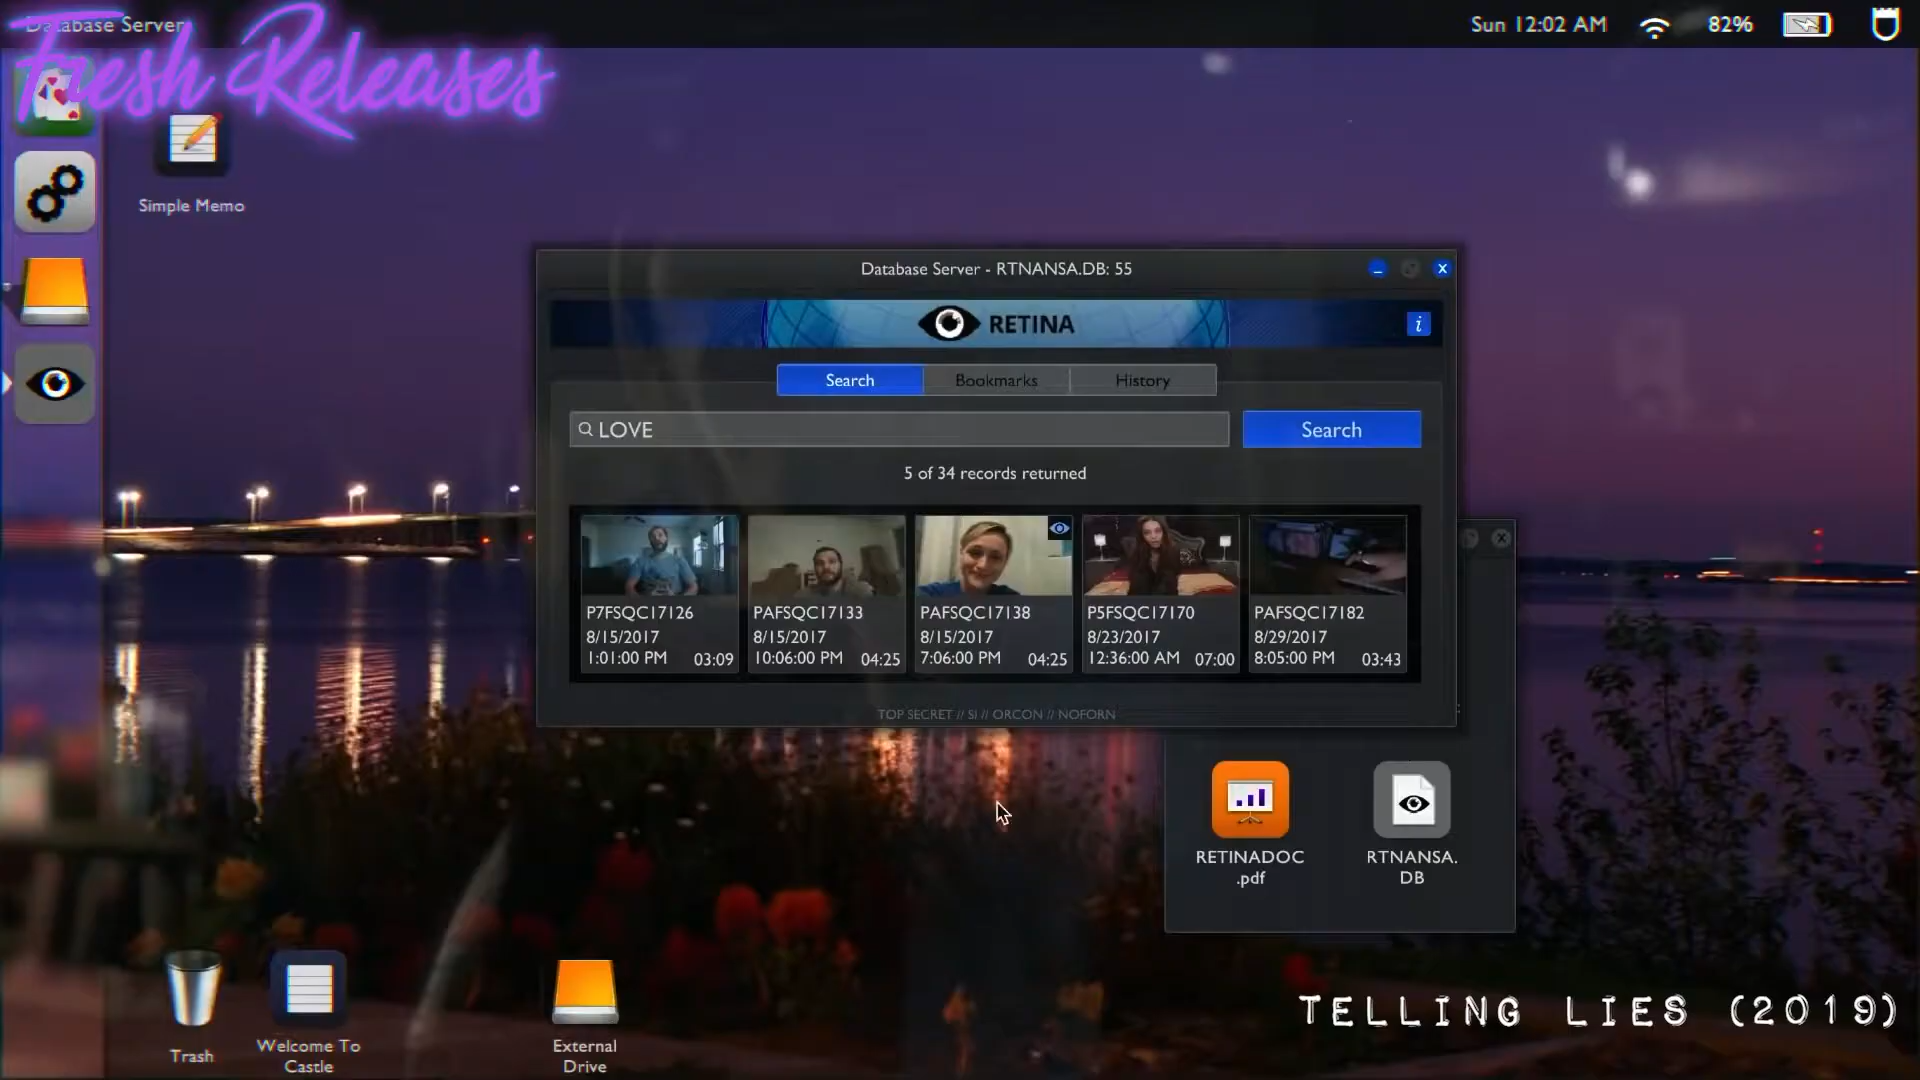 Database Server
Sun 12:02 AM
82%
Fresh Releases
Simple Memo
Database Server - RTNANSA.DB: 55
RETINA
i
Search
Bookmarks
History
LOVE
Search
5 of 34 records returned
P7FSQC17126
8/15/2017
1:01:00 PM 03:09
PAFSQC17133
8/15/2017
10:06:00 PM 04:25
PAFSQC17138
8/15/2017
7:06:00 PM 04:25
P5FSQC17170
8/23/2017
12:36:00 AM 07:00
PAFSQC17182
8/29/2017
8:05:00 PM 03:43
TOP SECRET // SI // ORCON // NOFORN
RETINADOC
.pdf
RTNANSA.
DB
Trash
Welcome To
Castle
External
Drive
TELLING LIES (2019)